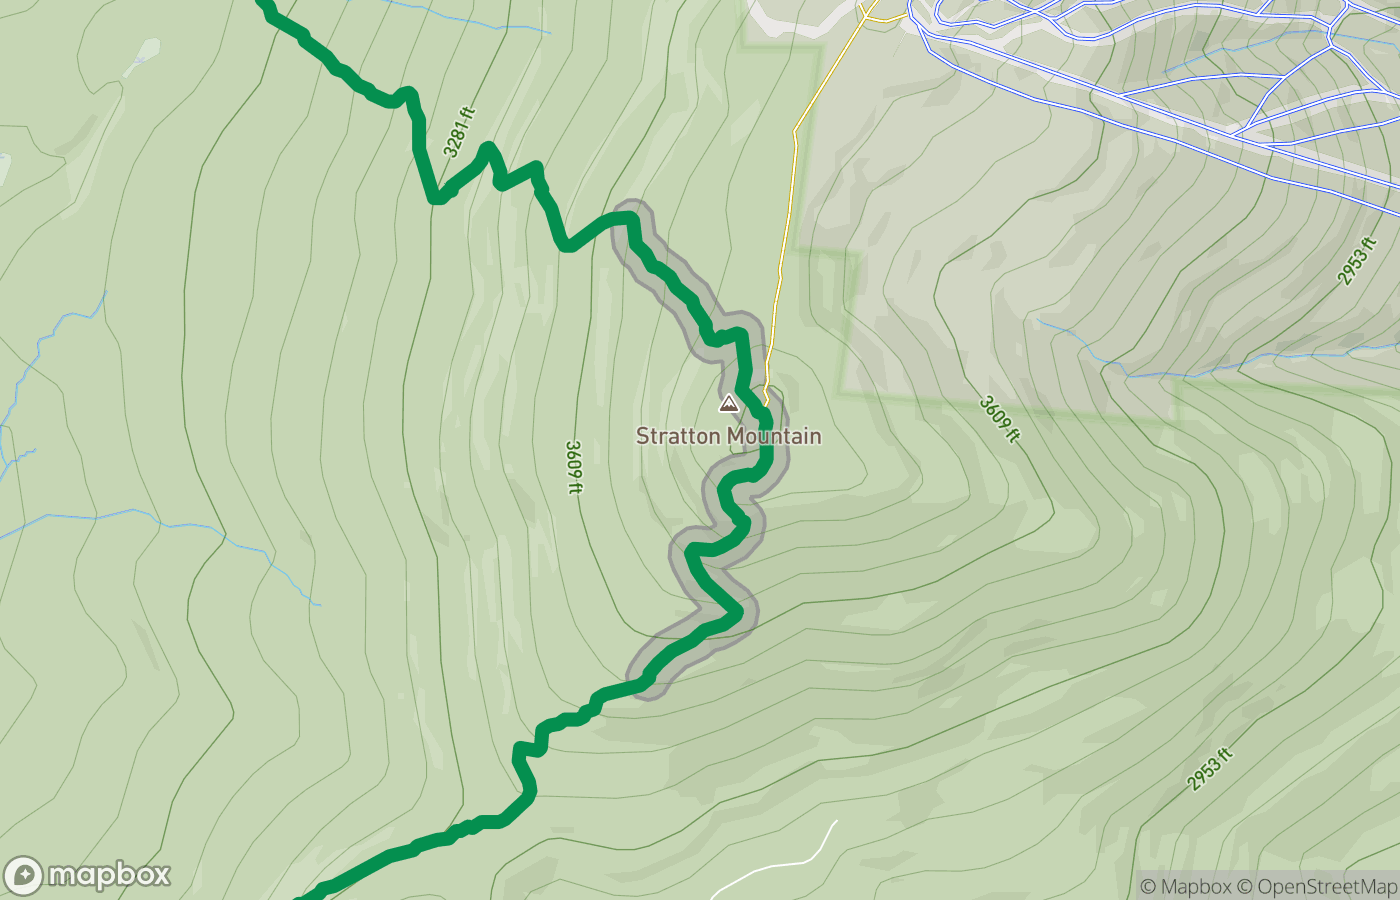 3281 ft
2953 ft
3609 ft
Stratton Mountain
3609 ft
2953 ft
mapbox
© Mapbox © OpenStreetMap